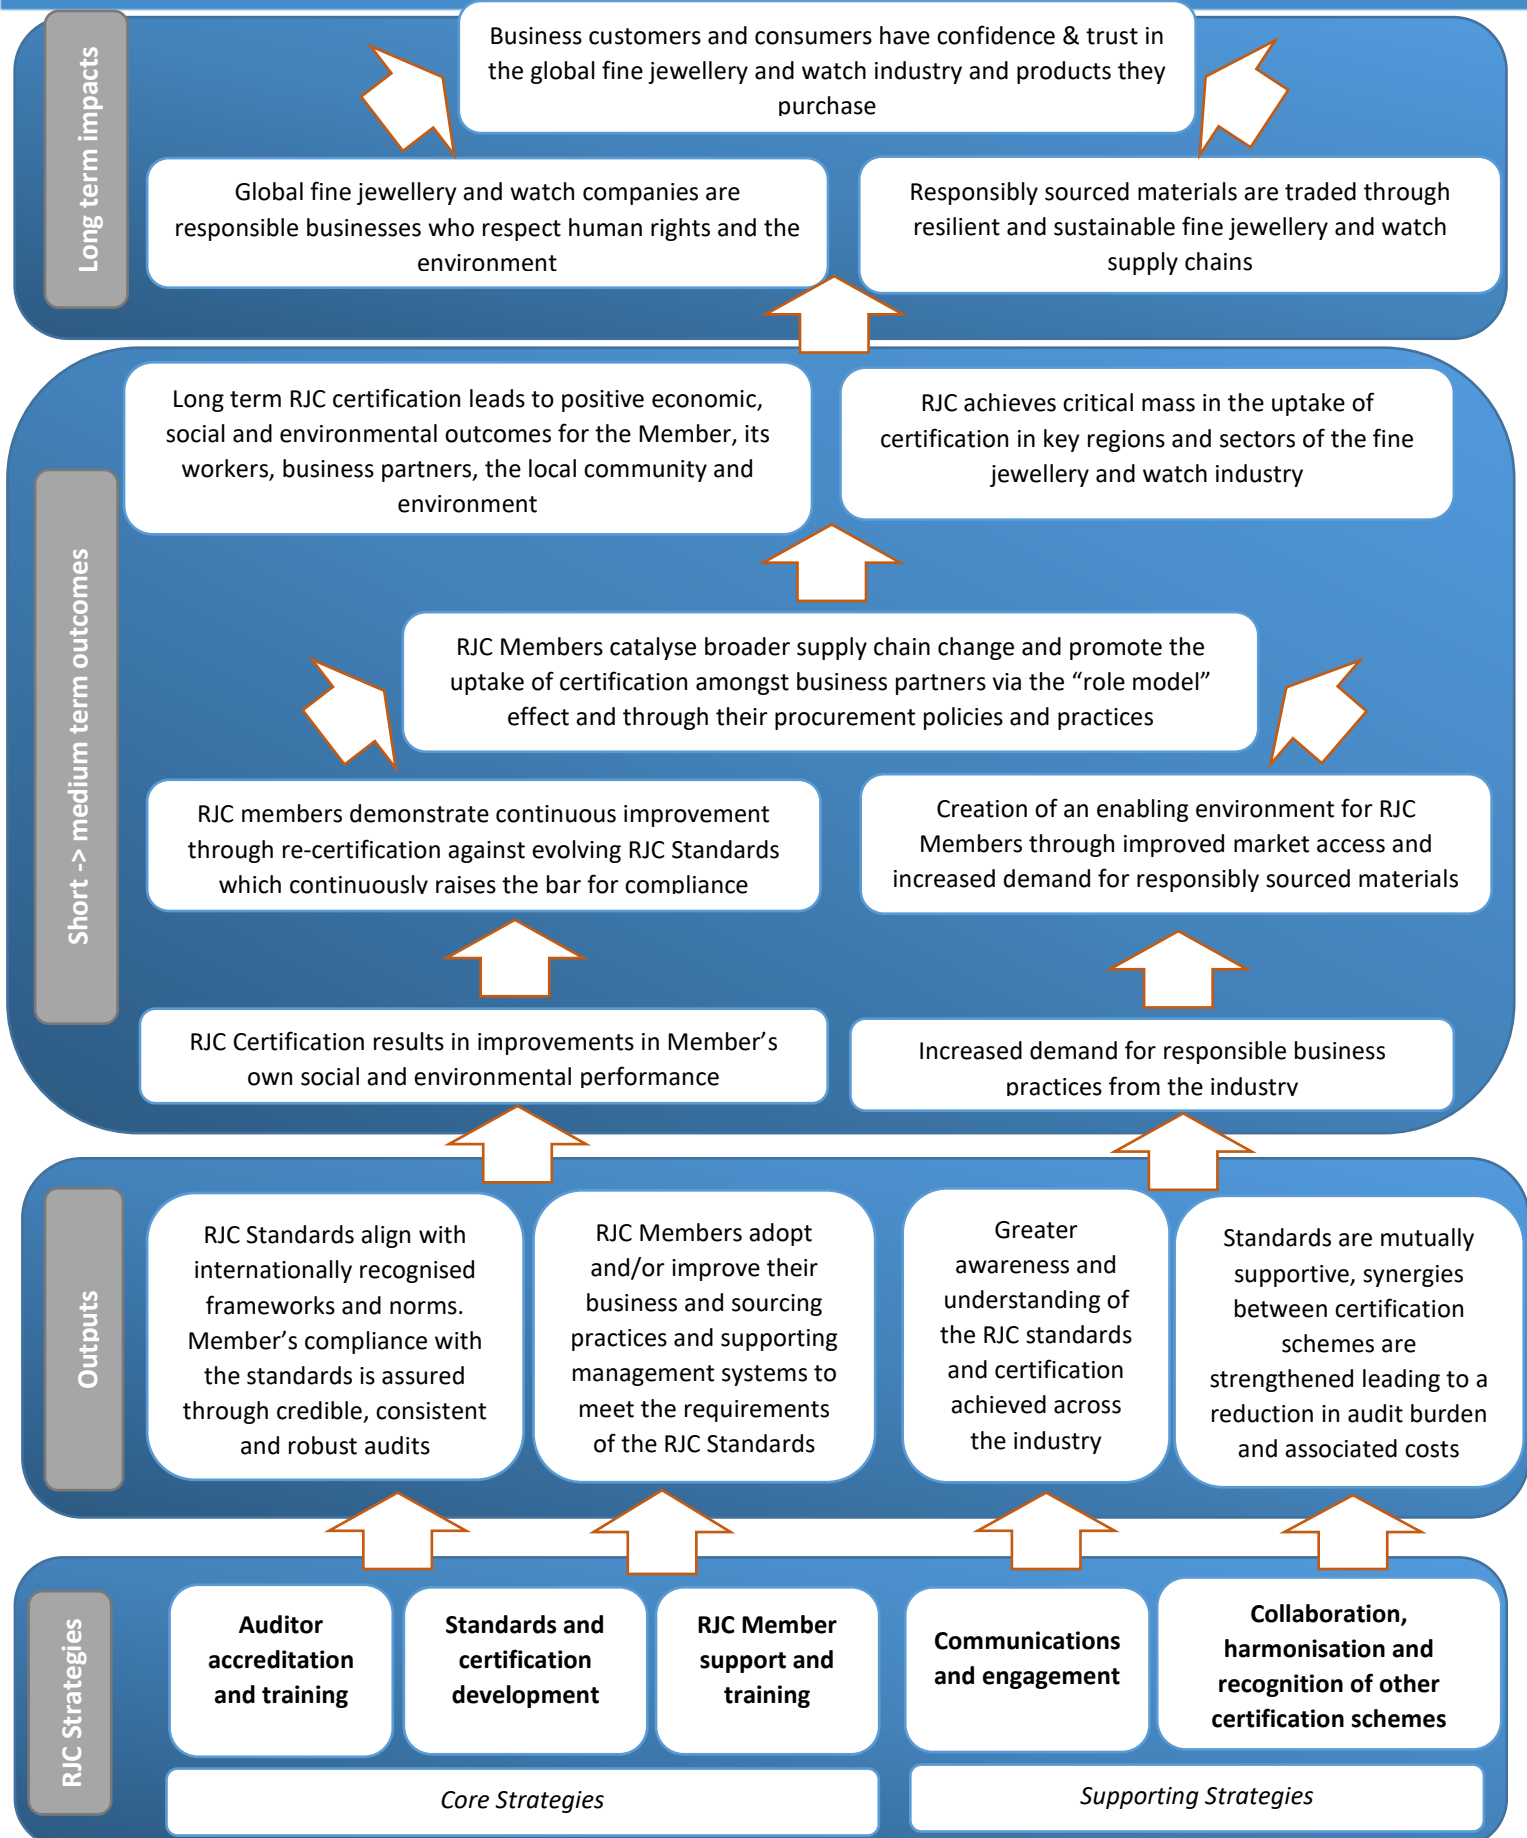 Long term impacts
Business customers and consumers have confidence & trust in
the global fine jewellery and watch industry and products they
purchase
Global fine jewellery and watch companies are
responsible businesses who respect human rights and the
environment
Responsibly sourced materials are traded through
resilient and sustainable fine jewellery and watch
supply chains
Short -> medium term outcomes
Long term RJC certification leads to positive economic,
social and environmental outcomes for the Member, its
workers, business partners, the local community and
environment
RJC achieves critical mass in the uptake of
certification in key regions and sectors of the fine
jewellery and watch industry
RJC Members catalyse broader supply chain change and promote the
uptake of certification amongst business partners via the “role model”
effect and through their procurement policies and practices
RJC members demonstrate continuous improvement
through re-certification against evolving RJC Standards
which continuously raises the bar for compliance
Creation of an enabling environment for RJC
Members through improved market access and
increased demand for responsibly sourced materials
RJC Certification results in improvements in Member’s
own social and environmental performance
Increased demand for responsible business
practices from the industry
Outputs
RJC Standards align with
internationally recognised
frameworks and norms.
Member’s compliance with
the standards is assured
through credible, consistent
and robust audits
RJC Members adopt
and/or improve their
business and sourcing
practices and supporting
management systems to
meet the requirements
of the RJC Standards
Greater
awareness and
understanding of
the RJC standards
and certification
achieved across
the industry
Standards are mutually
supportive, synergies
between certification
schemes are
strengthened leading to a
reduction in audit burden
and associated costs
RJC Strategies
Auditor
accreditation
and training
Standards and
certification
development
RJC Member
support and
training
Communications
and engagement
Collaboration,
harmonisation and
recognition of other
certification schemes
Core Strategies
Supporting Strategies